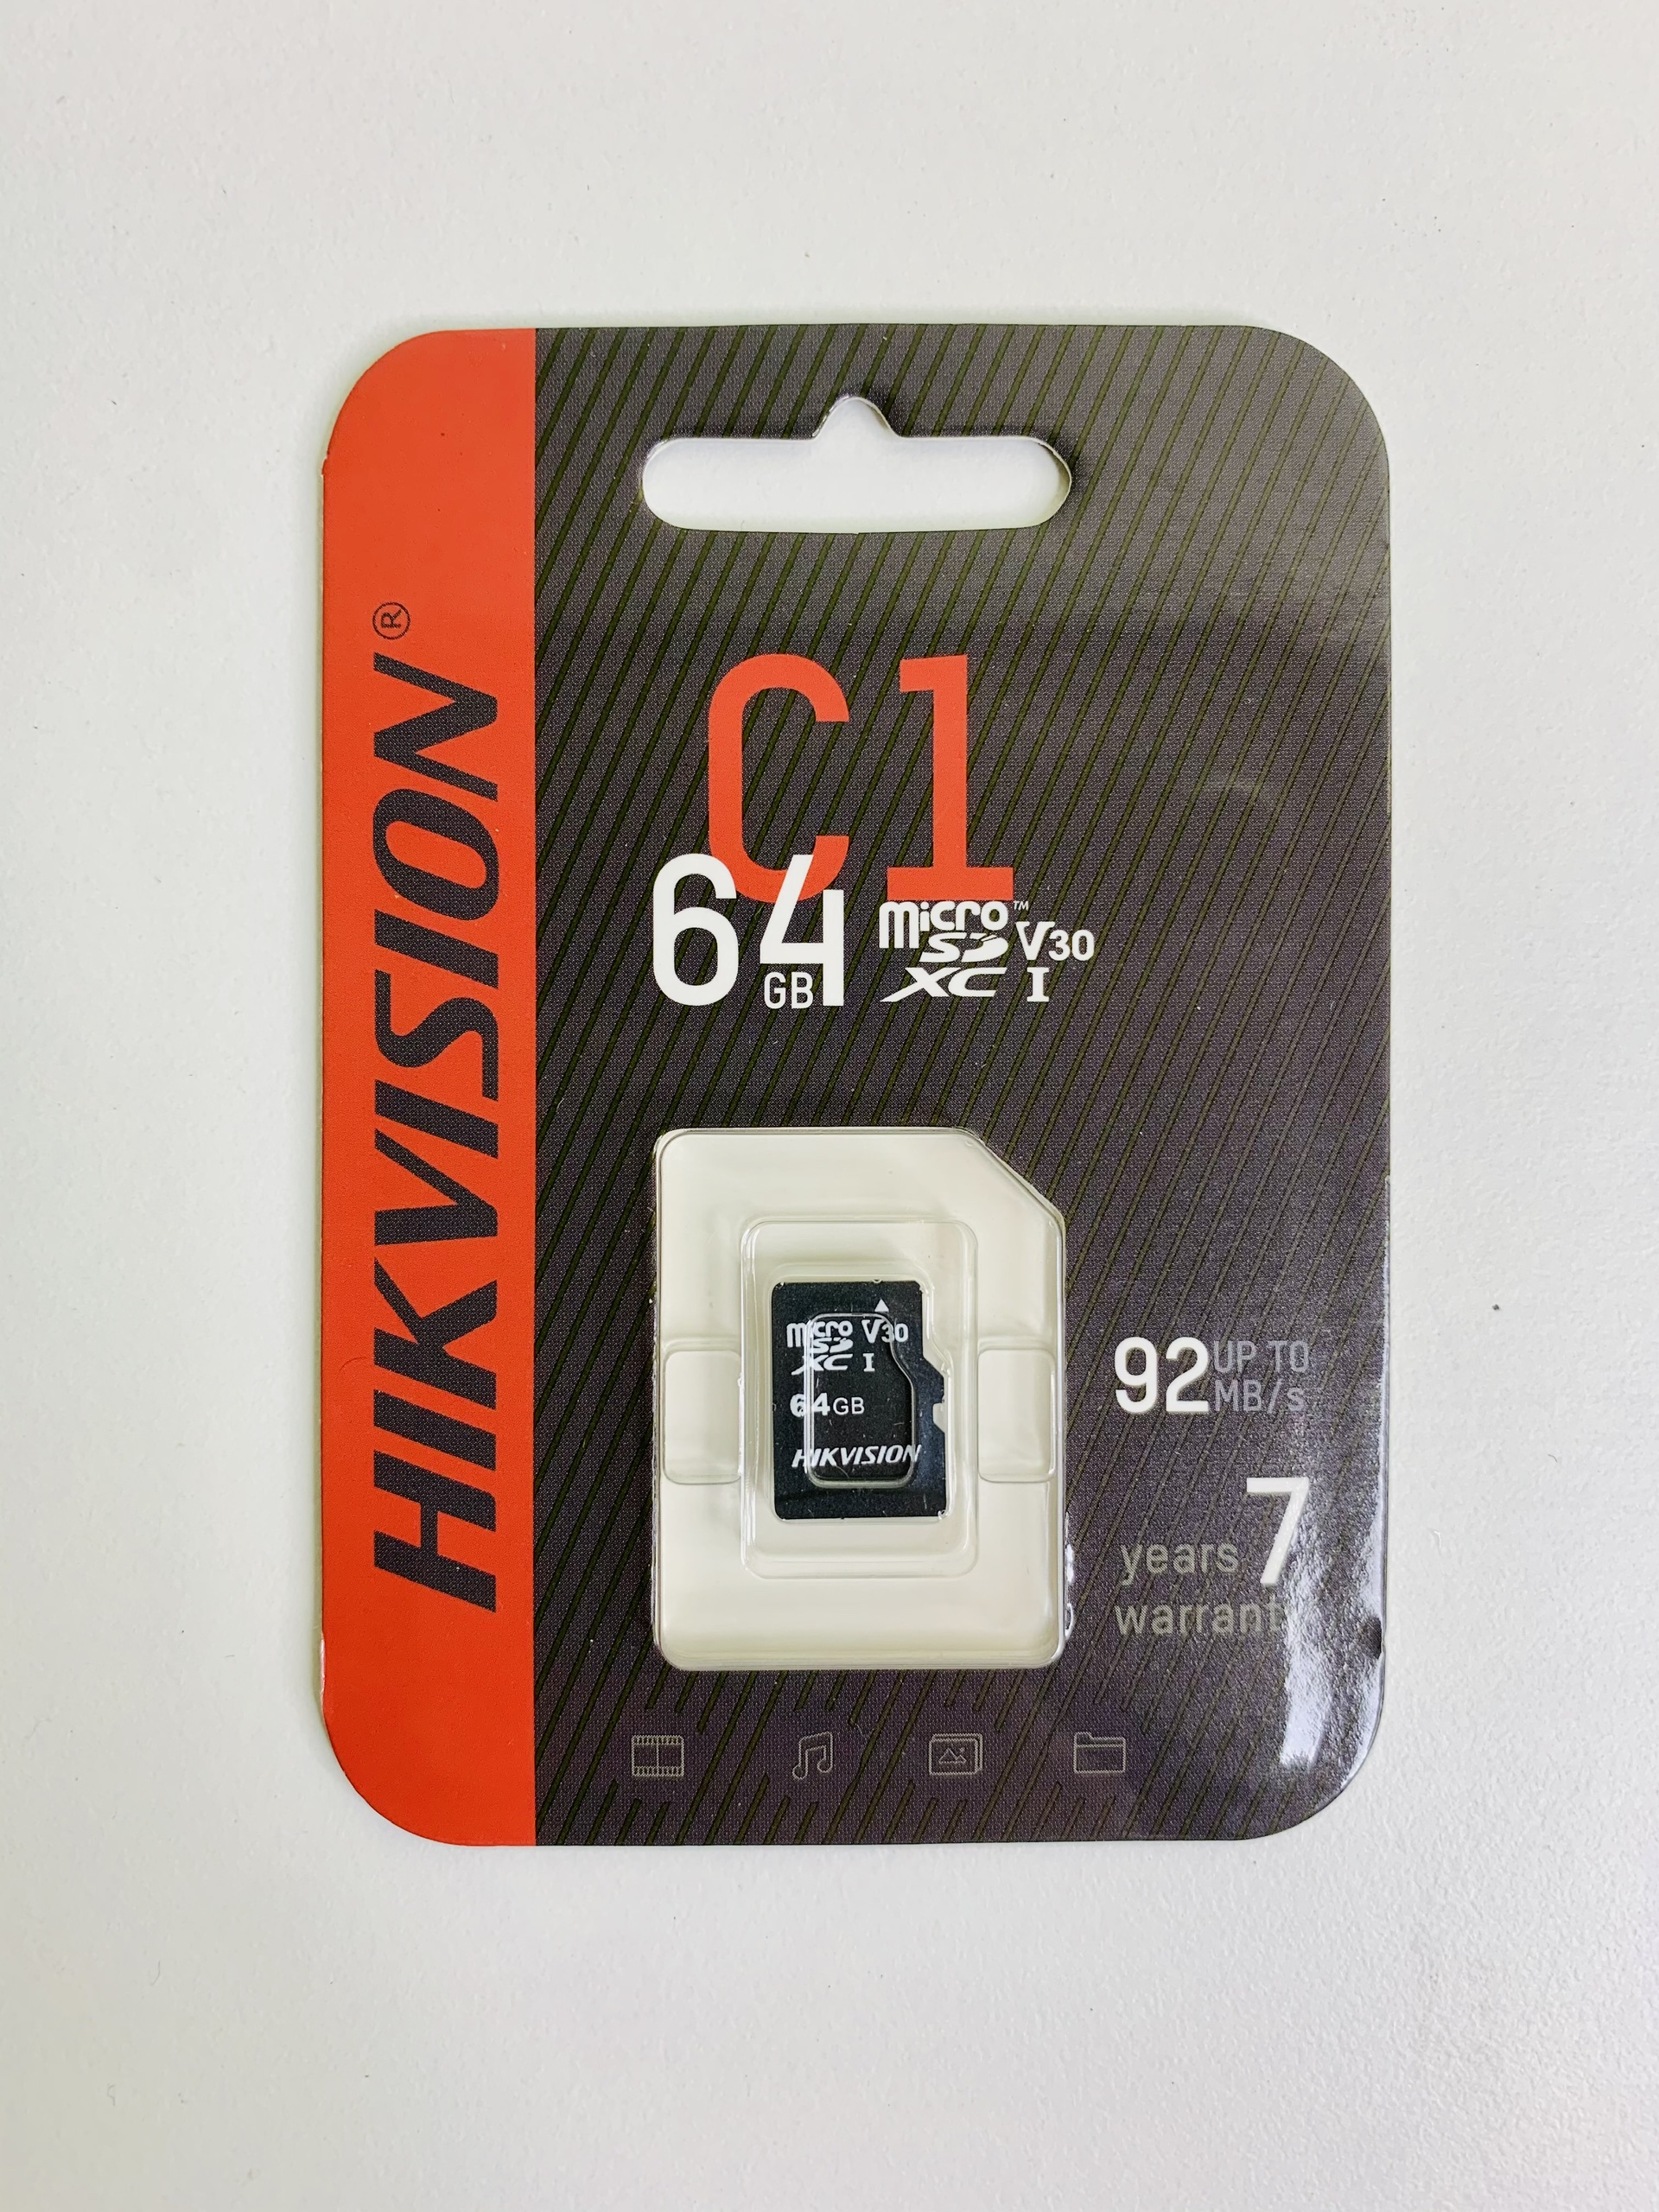 HIKVISION®
C1
64 GB
micro™
SD V30
XC I
micro V30
SD
XC I
64GB
HIKVISION
92 UP TO
MB/s
7
years
warranty